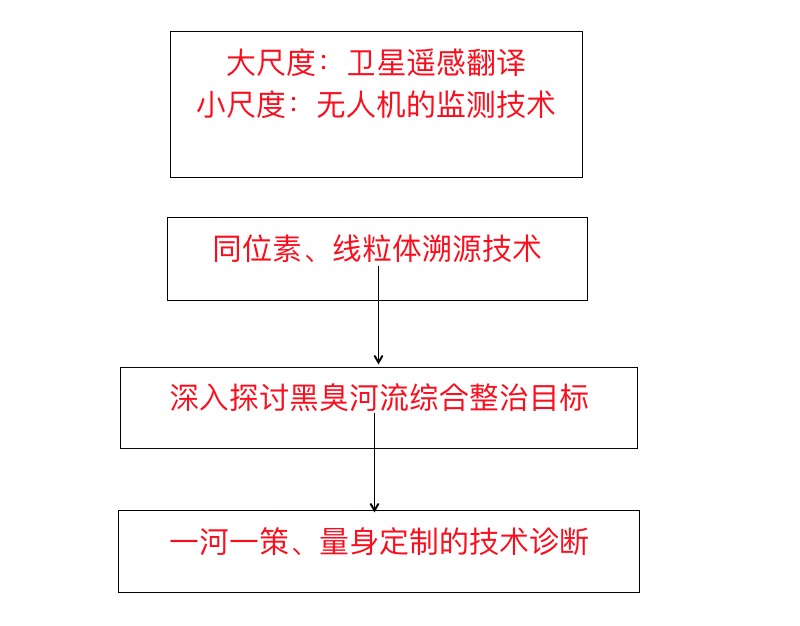 大尺度：卫星遥感翻译
小尺度：无人机的监测技术
同位素、线粒体溯源技术
深入探讨黑臭河流综合整治目标
一河一策、量身定制的技术诊断